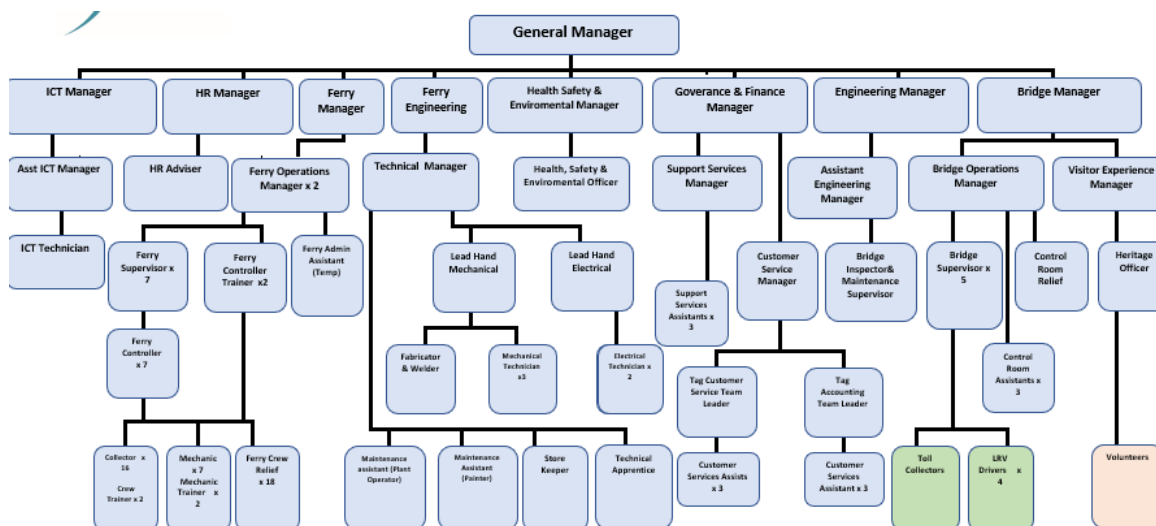 General Manager
ICT Manager
HR Manager
Ferry
Manager
Ferry
Engineering
Health Safety &
Enviromental Manager
Goverance & Finance
Manager
Engineering Manager
Bridge Manager
Asst ICT Manager
HR Adviser
Ferry Operations
Manager x 2
Technical Manager
Health, Safety &
Enviromental Officer
Support Services
Manager
Assistant
Engineering
Manager
Bridge Operations
Manager
Visitor Experience
Manager
ICT Technician
Ferry
Supervisor x
7
Ferry
Controller
Trainer x2
Ferry Admin
Assistant
(Temp)
Lead Hand
Mechanical
Lead Hand
Electrical
Customer
Service
Manager
Bridge
Inspector&
Maintenance
Supervisor
Bridge
Supervisor x
5
Control
Room
Relief
Heritage
Officer
Support
Services
Assistants x
3
Ferry
Controller
x 7
Fabricator
& Welder
Mechanical
Technician
x3
Electrical
Technician x
2
Tag Customer
Service Team
Leader
Tag
Accounting
Team Leader
Control
Room
Assistants x
3
Collector x
16
Crew
Trainer x 2
Mechanic
x 7
Mechanic
Trainer x
2
Ferry Crew
Relief
x 18
Maintenance
assistant (Plant
Operator)
Maintenance
Assistant
(Painter)
Store
Keeper
Technical
Apprentice
Customer
Services Assists
x 3
Customer
Services
Assistant x 3
Toll
Collectors
LRV
Drivers x
4
Volunteers